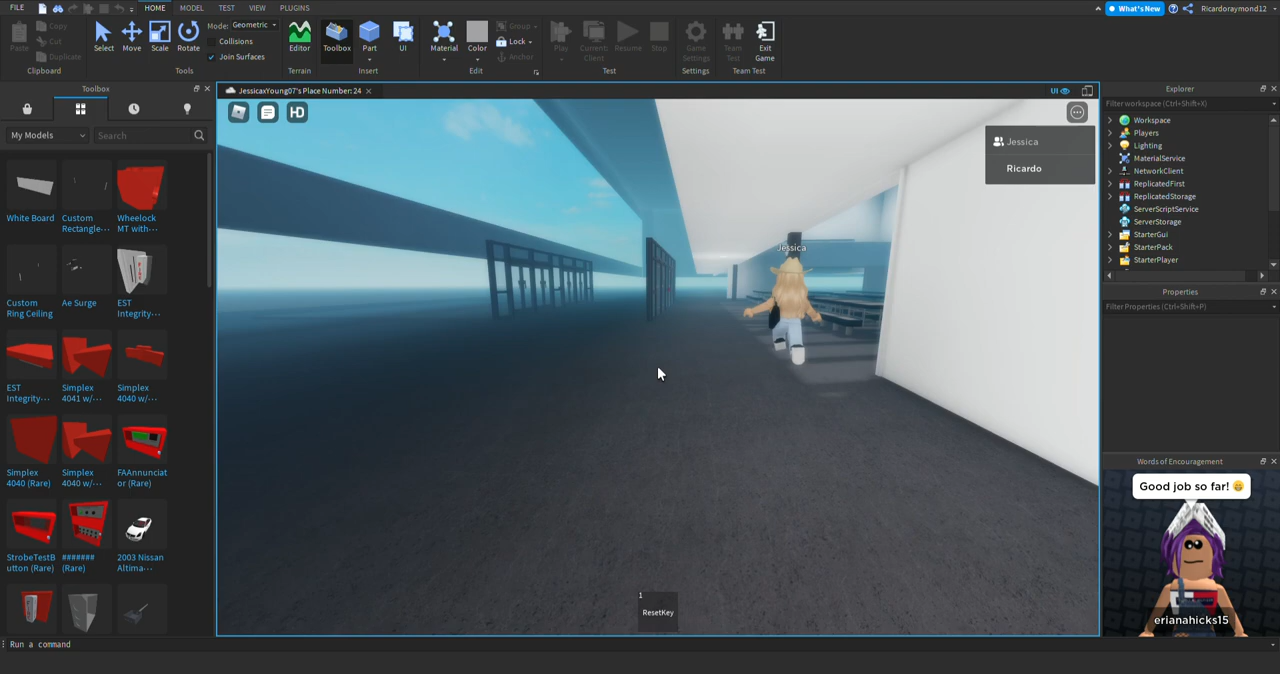 FILE
HOME
MODEL
TEST
VIEW
PLUGINS
What's New
Ricardoraymond12
Paste
Copy
Cut
Duplicate
Clipboard
Select
Move
Scale
Rotate
Mode: Geometric
Collisions
Join Surfaces
Tools
Editor
Terrain
Toolbox
Part
UI
Insert
Material
Color
Group
Lock
Anchor
Edit
Play
Current: Client
Resume
Stop
Test
Game Settings
Settings
Team Test
Exit Game
Team Test
Toolbox
My Models
Search
White Board
Custom Rectangle···
Wheelock MT with···
Custom Ring Ceiling
Ae Surge
EST Integrity···
EST Integrity···
Simplex 4041 w/···
Simplex 4040 w/···
Simplex 4040 (Rare)
Simplex 4040 w/···
FAAnnunciator (Rare)
StrobeTestButton (Rare)
####### (Rare)
2003 Nissan Altima···
JessicaxYoung07's Place Number: 24
UI
HD
Jessica
Ricardo
Jessica
1
ResetKey
Explorer
Filter workspace (Ctrl+Shift+X)
Workspace
Players
Lighting
MaterialService
NetworkClient
ReplicatedFirst
ReplicatedStorage
ServerScriptService
ServerStorage
StarterGui
StarterPack
StarterPlayer
Properties
Filter Properties (Ctrl+Shift+P)
Words of Encouragement
Good job so far! 😄
erianahicks15
Run a command